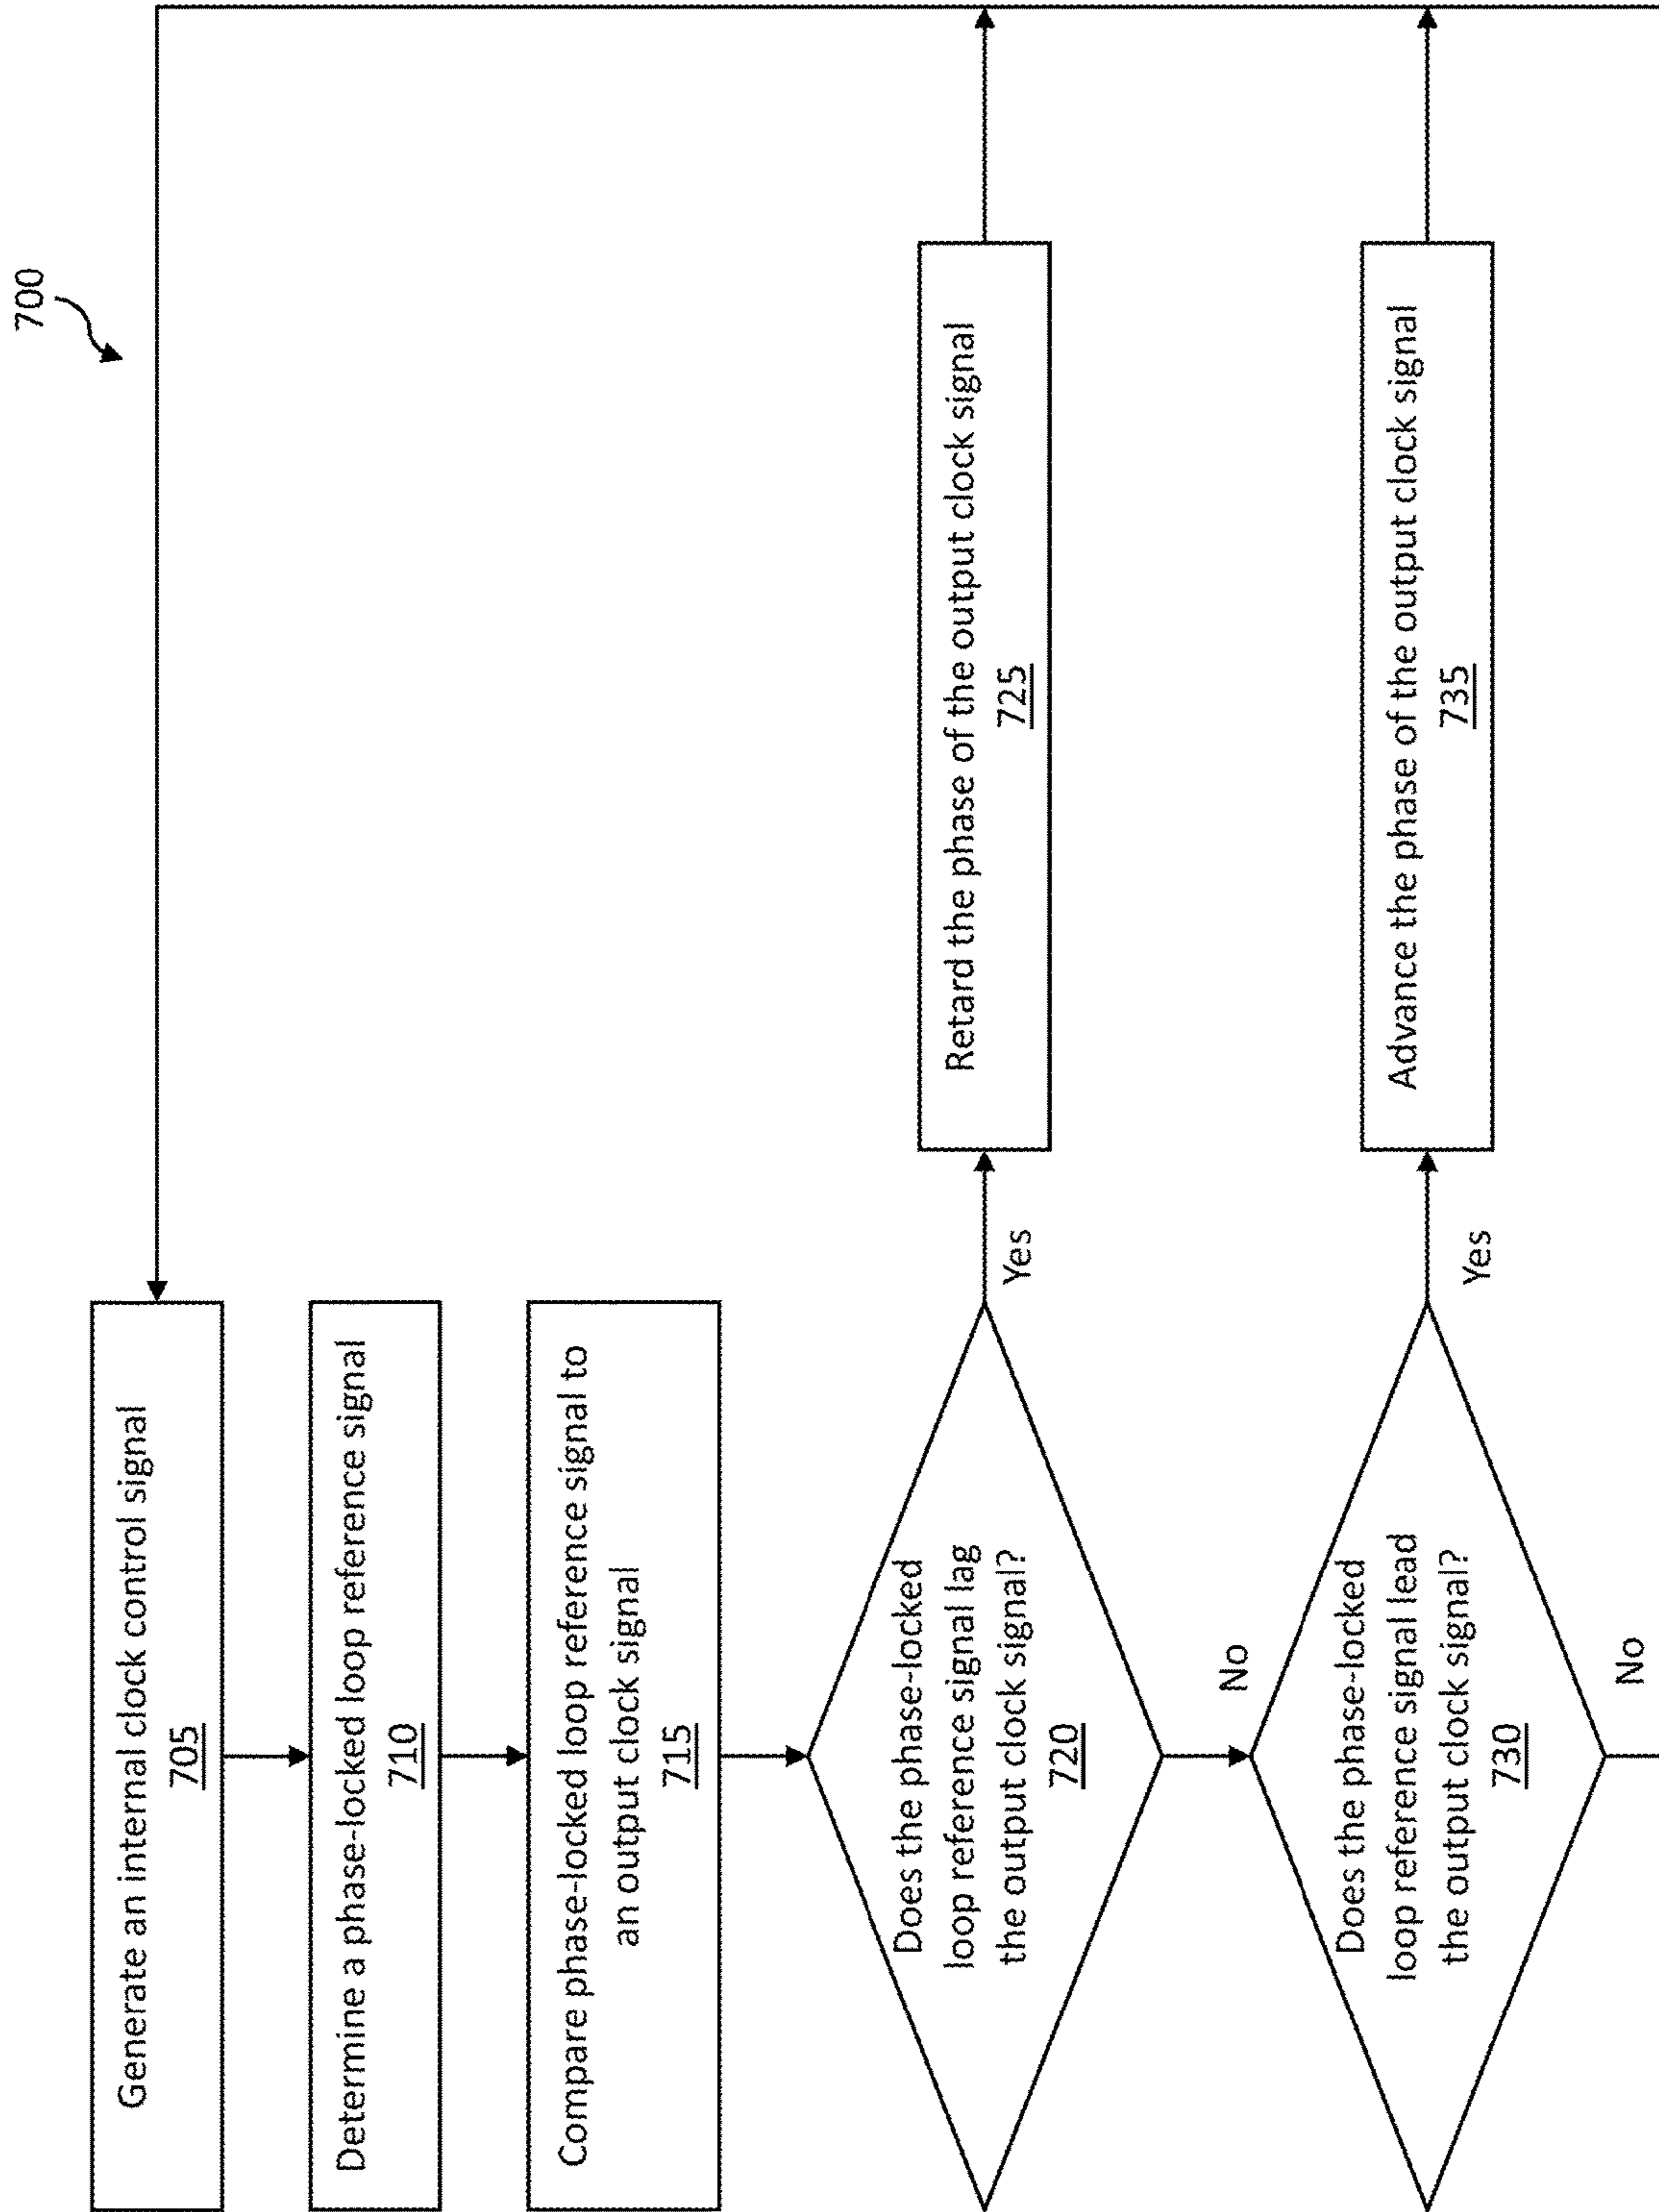 700
Generate an internal clock control signal
705
Determine a phase-locked loop reference signal
710
Compare phase-locked loop reference signal to
an output clock signal
715
Does the phase-locked
loop reference signal lag
the output clock signal?
720
Yes
Retard the phase of the output clock signal
725
No
Does the phase-locked
loop reference signal lead
the output clock signal?
730
Yes
Advance the phase of the output clock signal
735
No